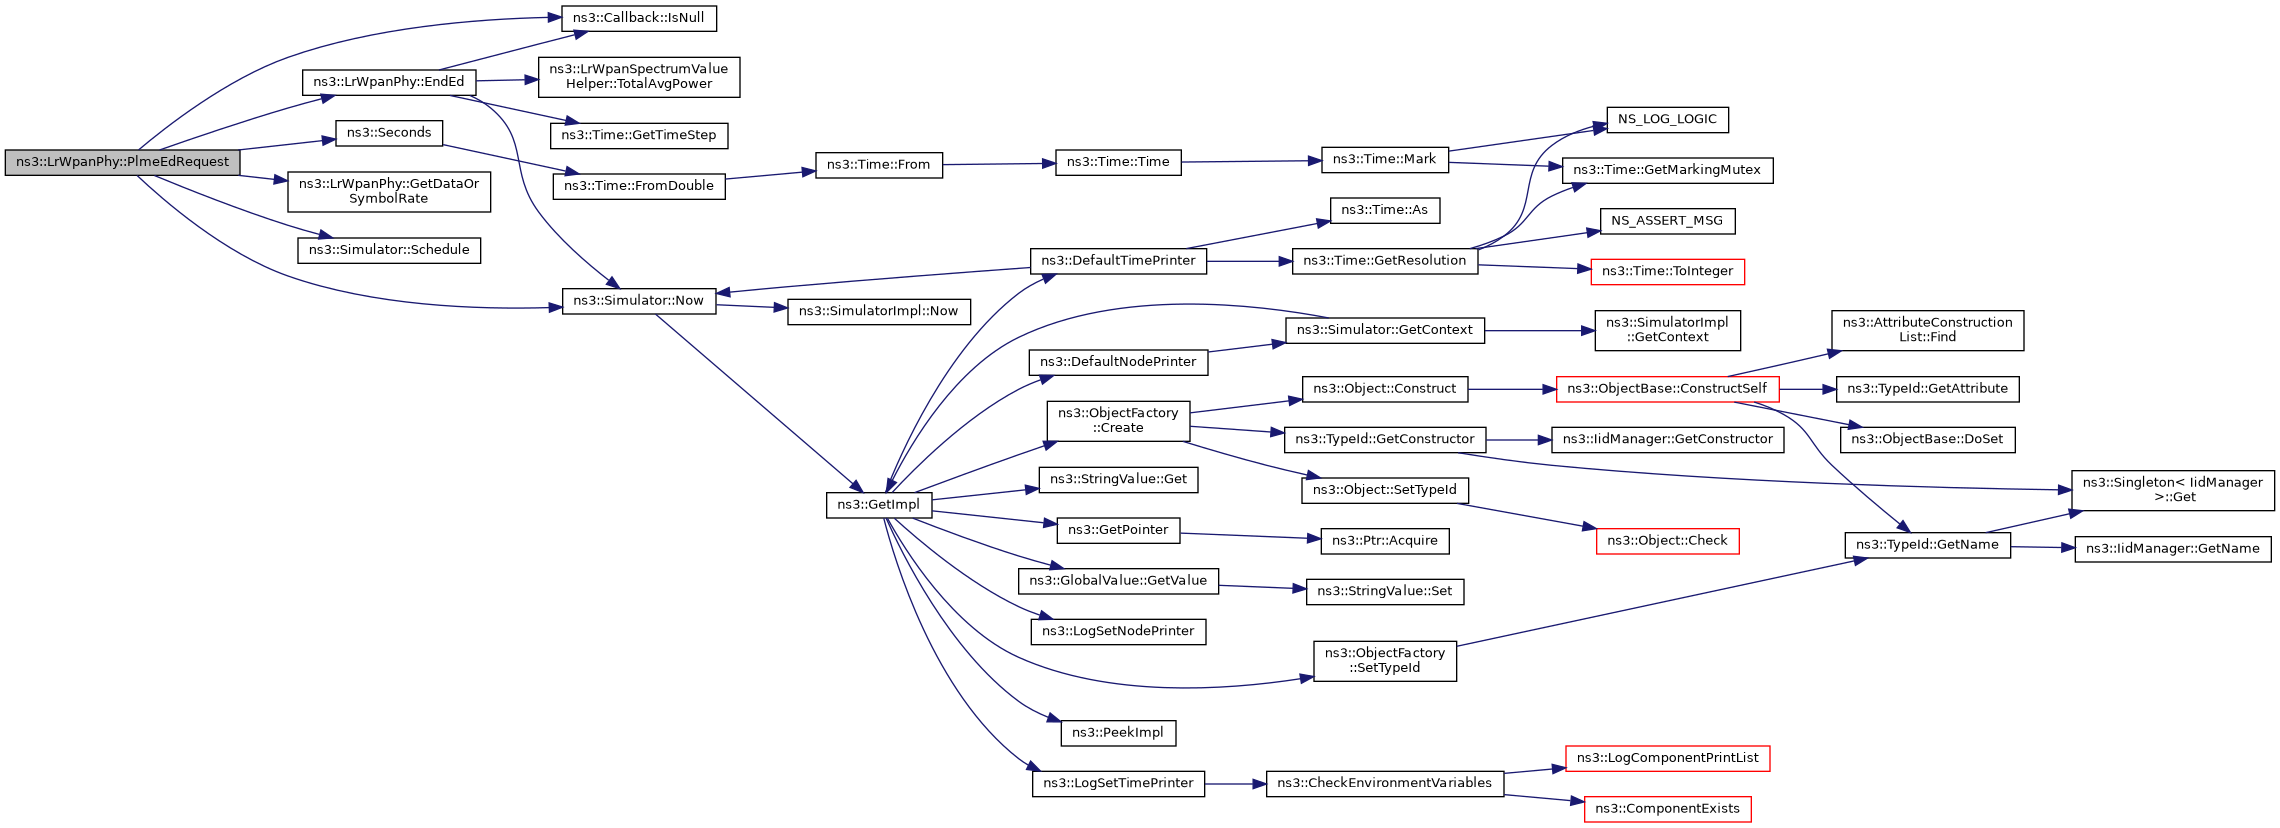 ns3::LrWpanPhy::PlmeEdRequest
ns3::Callback::IsNull
ns3::LrWpanPhy::EndEd
ns3::LrWpanSpectrumValue
Helper::TotalAvgPower
ns3::Time::GetTimeStep
ns3::Seconds
ns3::LrWpanPhy::GetDataOr
SymbolRate
ns3::Simulator::Schedule
ns3::Time::FromDouble
ns3::Time::From
ns3::Time::Time
ns3::Time::Mark
NS_LOG_LOGIC
ns3::Time::GetMarkingMutex
ns3::Simulator::Now
ns3::SimulatorImpl::Now
ns3::DefaultTimePrinter
ns3::Time::As
ns3::Time::GetResolution
NS_ASSERT_MSG
ns3::Time::ToInteger
ns3::Simulator::GetContext
ns3::SimulatorImpl
::GetContext
ns3::DefaultNodePrinter
ns3::GetImpl
ns3::ObjectFactory
::Create
ns3::Object::Construct
ns3::ObjectBase::ConstructSelf
ns3::AttributeConstruction
List::Find
ns3::TypeId::GetAttribute
ns3::ObjectBase::DoSet
ns3::TypeId::GetConstructor
ns3::IidManager::GetConstructor
ns3::Singleton< IidManager
>::Get
ns3::Object::SetTypeId
ns3::Object::Check
ns3::TypeId::GetName
ns3::IidManager::GetName
ns3::StringValue::Get
ns3::GetPointer
ns3::Ptr::Acquire
ns3::GlobalValue::GetValue
ns3::StringValue::Set
ns3::LogSetNodePrinter
ns3::ObjectFactory
::SetTypeId
ns3::PeekImpl
ns3::LogSetTimePrinter
ns3::CheckEnvironmentVariables
ns3::LogComponentPrintList
ns3::ComponentExists